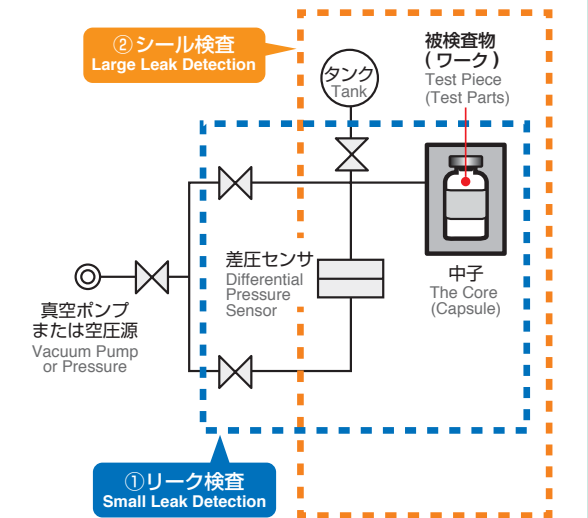 ②シール検査
Large Leak Detection
タンク
Tank
被検査物
(ワーク)
Test Piece
(Test Parts)
差圧センサ
Differential
Pressure
Sensor
中子
The Core
(Capsule)
真空ポンプ
または空圧源
Vacuum Pump
or Pressure
①リーク検査
Small Leak Detection